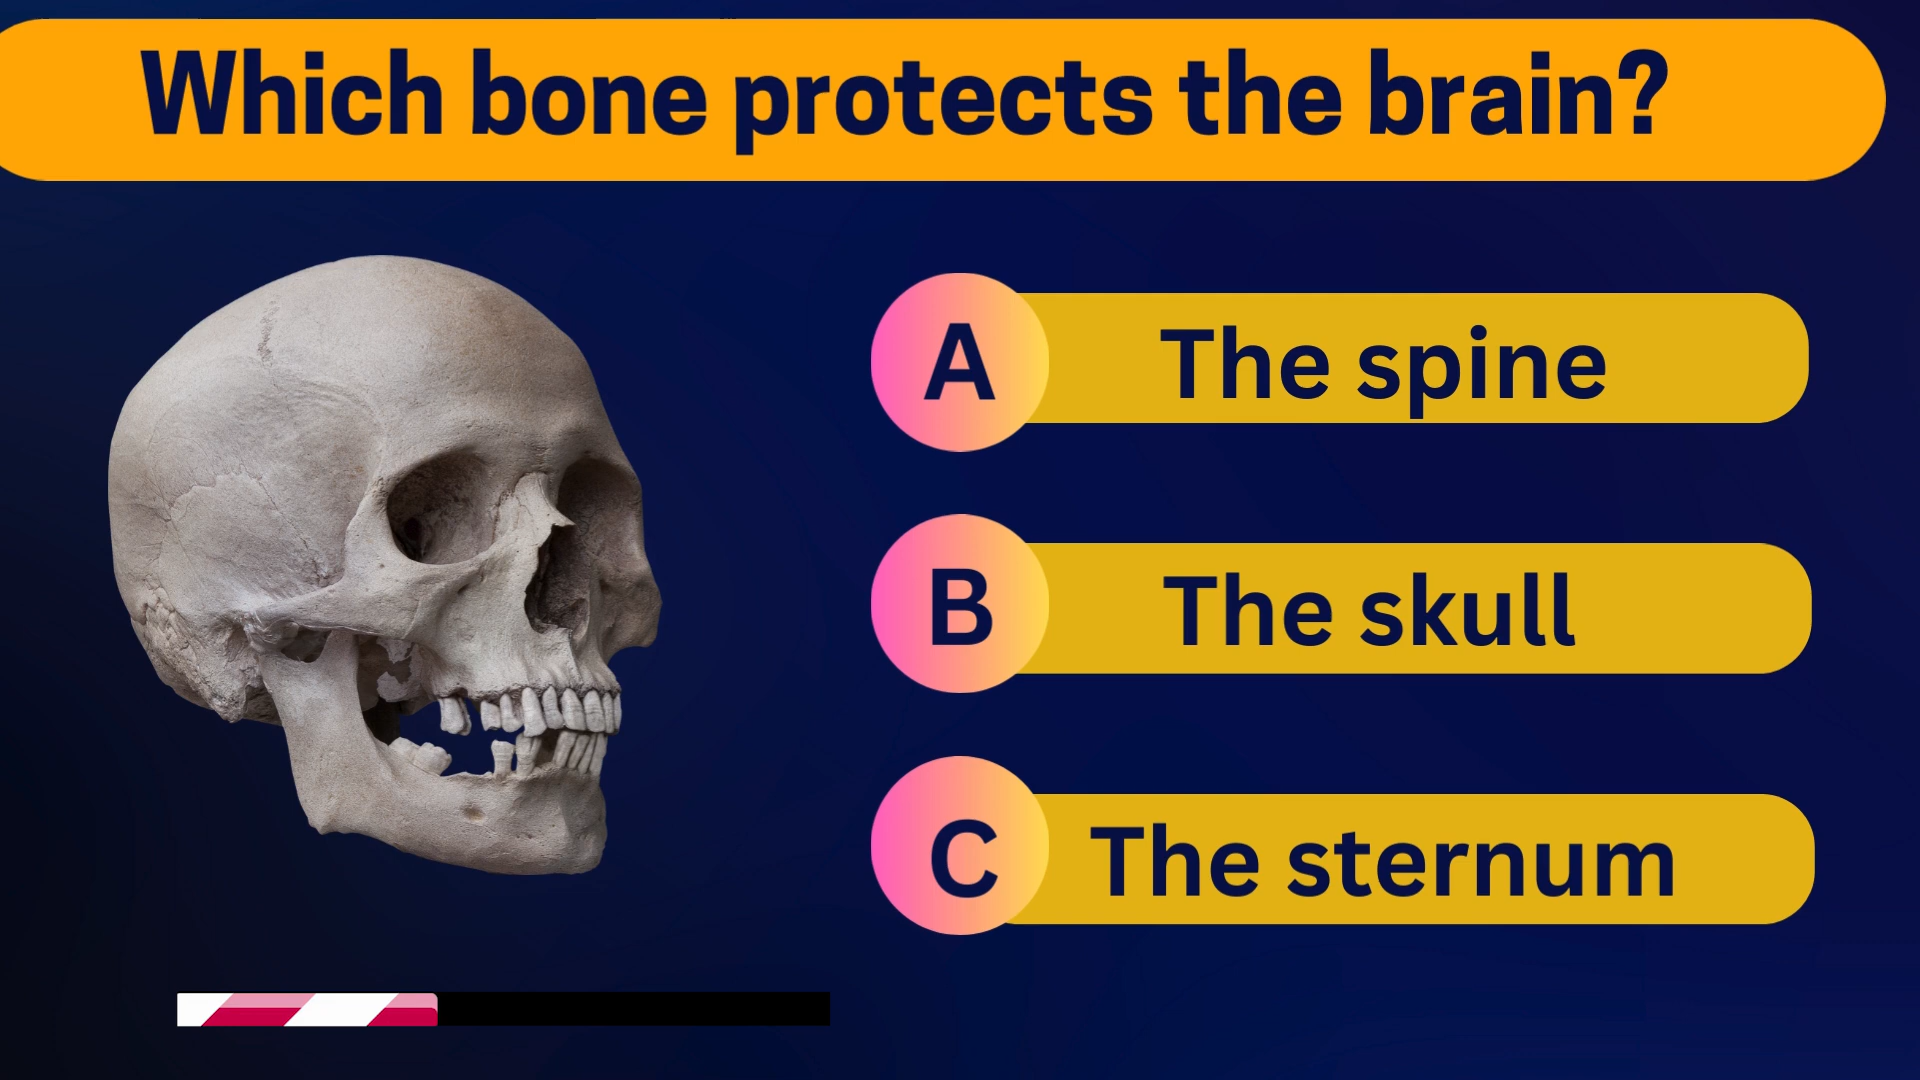 Which bone protects the brain?
A The spine
B The skull
C The sternum